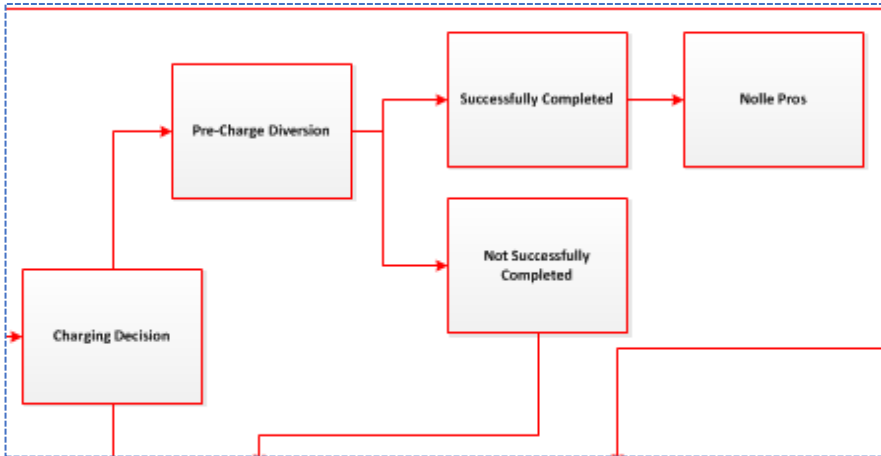 Successfully Completed
Nolle Pros
Pre-Charge Diversion
Not Successfully
Completed
Charging Decision